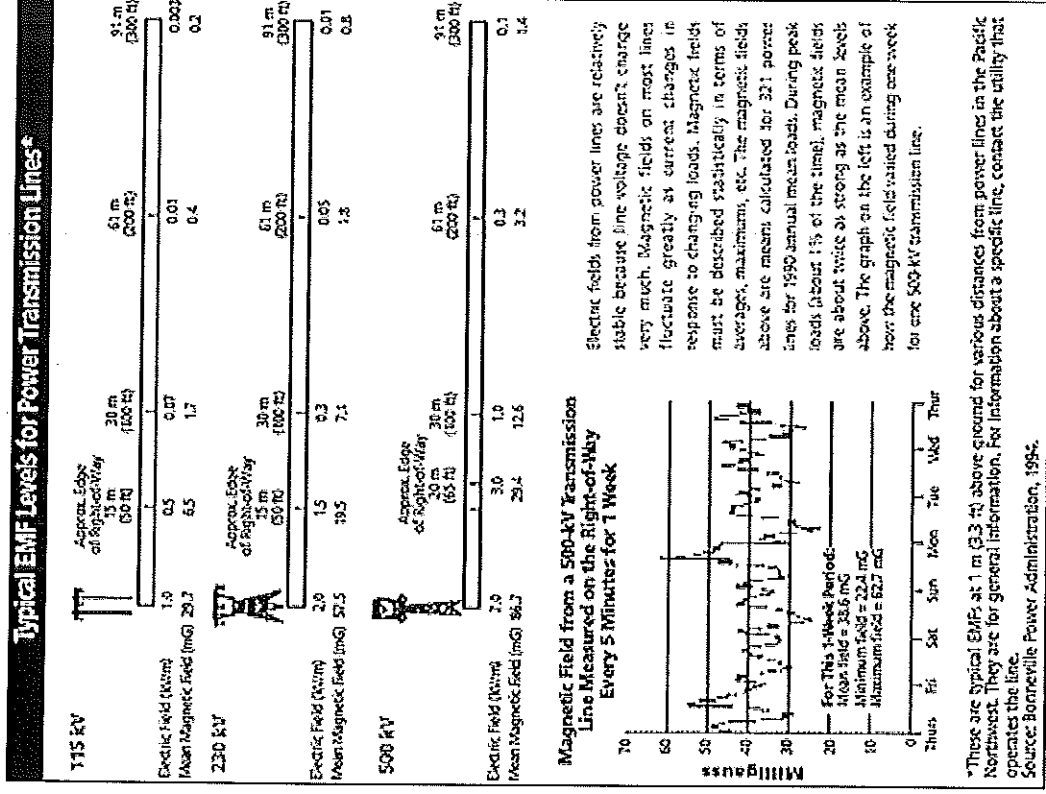 Typical EMF Levels for Power Transmission Lines*
115 kV
Approx. Edge
of Right-of-Way
15 m 30 m 61 m 91 m
(50 ft) (100 ft) (200 ft) (300 ft)
Electric Field (kV/m) 1.0 0.5 0.07 0.01 0.003
Mean Magnetic Field (mG) 29.7 6.5 1.7 0.4 0.2
230 kV
Approx. Edge
of Right-of-Way
15 m 30 m 61 m 91 m
(50 ft) (100 ft) (200 ft) (300 ft)
Electric Field (kV/m) 2.0 1.5 0.3 0.05 0.01
Mean Magnetic Field (mG) 57.5 19.5 7.1 1.8 0.8
500 kV
Approx. Edge
of Right-of-Way
20 m 30 m 61 m 91 m
(65 ft) (100 ft) (200 ft) (300 ft)
Electric Field (kV/m) 7.0 3.0 1.0 0.3 0.1
Mean Magnetic Field (mG) 86.7 29.4 12.6 3.2 1.4
Magnetic Field from a 500-kV Transmission
Line Measured on the Right-of-Way
Every 5 Minutes for 1 Week
Milligauss
70
60
50
40
30
20
10
0
For This 1-Week Period:
Mean field = 38.6 mG
Minimum field = 22.4 mG
Maximum field = 62.7 mG
Thurs Fri Sat Sun Mon Tue Wed Thur
Electric fields from power lines are relatively
stable because line voltage doesn't change
very much. Magnetic fields on most lines
fluctuate greatly as current changes in
response to changing loads. Magnetic fields
must be described statistically in terms of
averages, maximums, etc. The magnetic fields
above are means calculated for 321 power
lines for 1990 annual mean loads. During peak
loads (about 1% of the time), magnetic fields
are about twice as strong as the mean levels
above. The graph on the left is an example of
how the magnetic field varied during one week
for one 500-kV transmission line.
*These are typical EMFs at 1 m (3.3 ft) above ground for various distances from power lines in the Pacific
Northwest. They are for general information. For information about a specific line, contact the utility that
operates the line.
Source: Bonneville Power Administration, 1994.